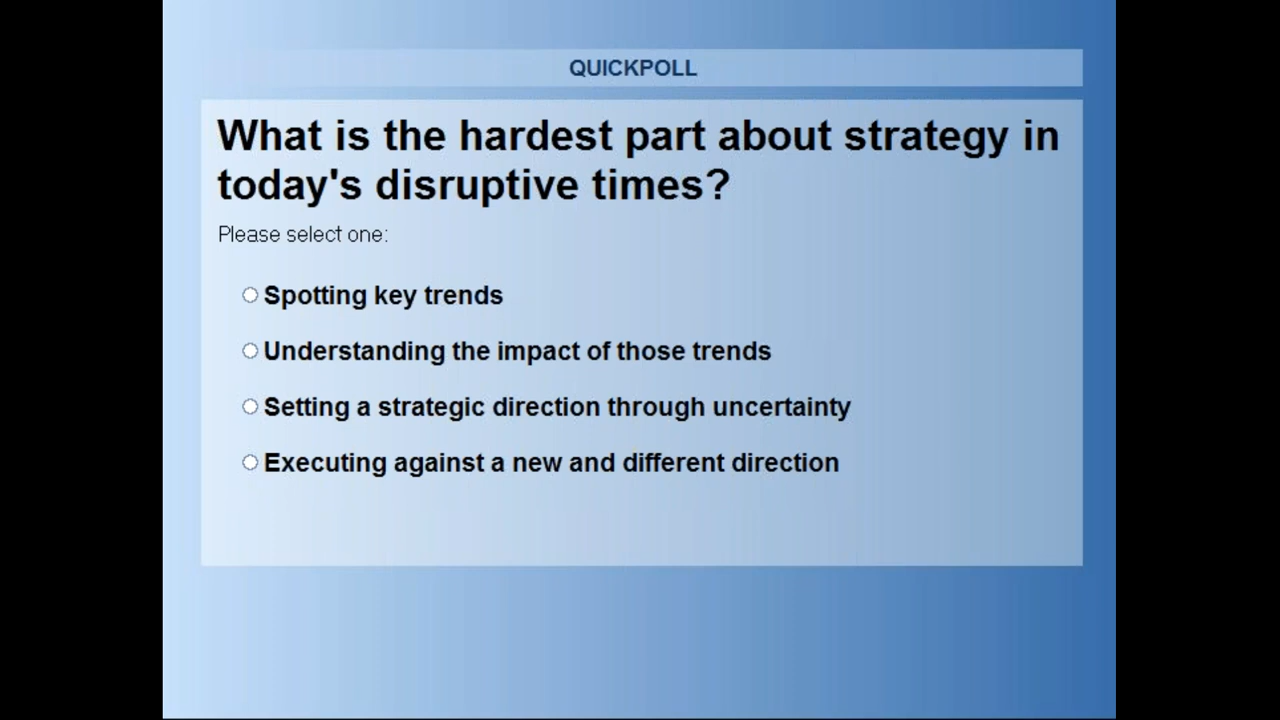 QUICKPOLL
What is the hardest part about strategy in
today's disruptive times?
Please select one:
Spotting key trends
Understanding the impact of those trends
Setting a strategic direction through uncertainty
Executing against a new and different direction